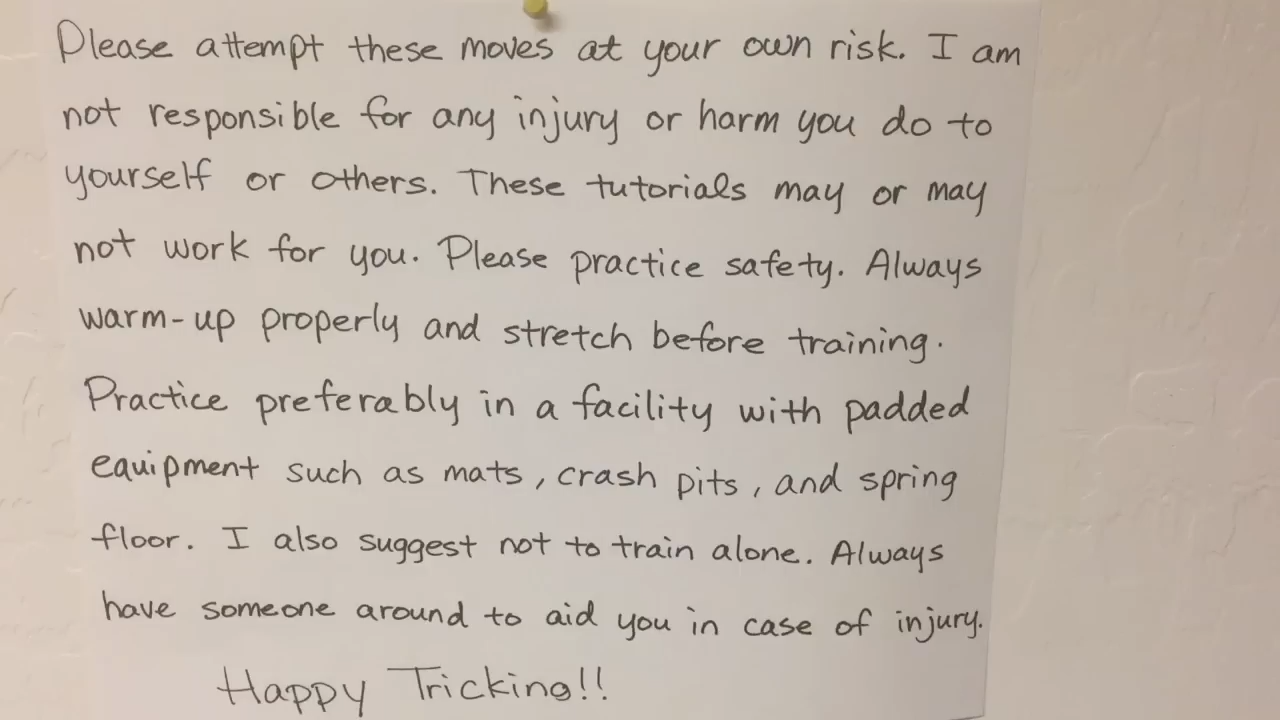 Please attempt these moves at your own risk. I am
not responsible for any injury or harm you do to
yourself or others. These tutorials may or may
not work for you. Please practice safety. Always
warm-up properly and stretch before training.
Practice preferably in a facility with padded
equipment such as mats, crash pits, and spring
floor. I also suggest not to train alone. Always
have someone around to aid you in case of injury.
Happy Tricking!!